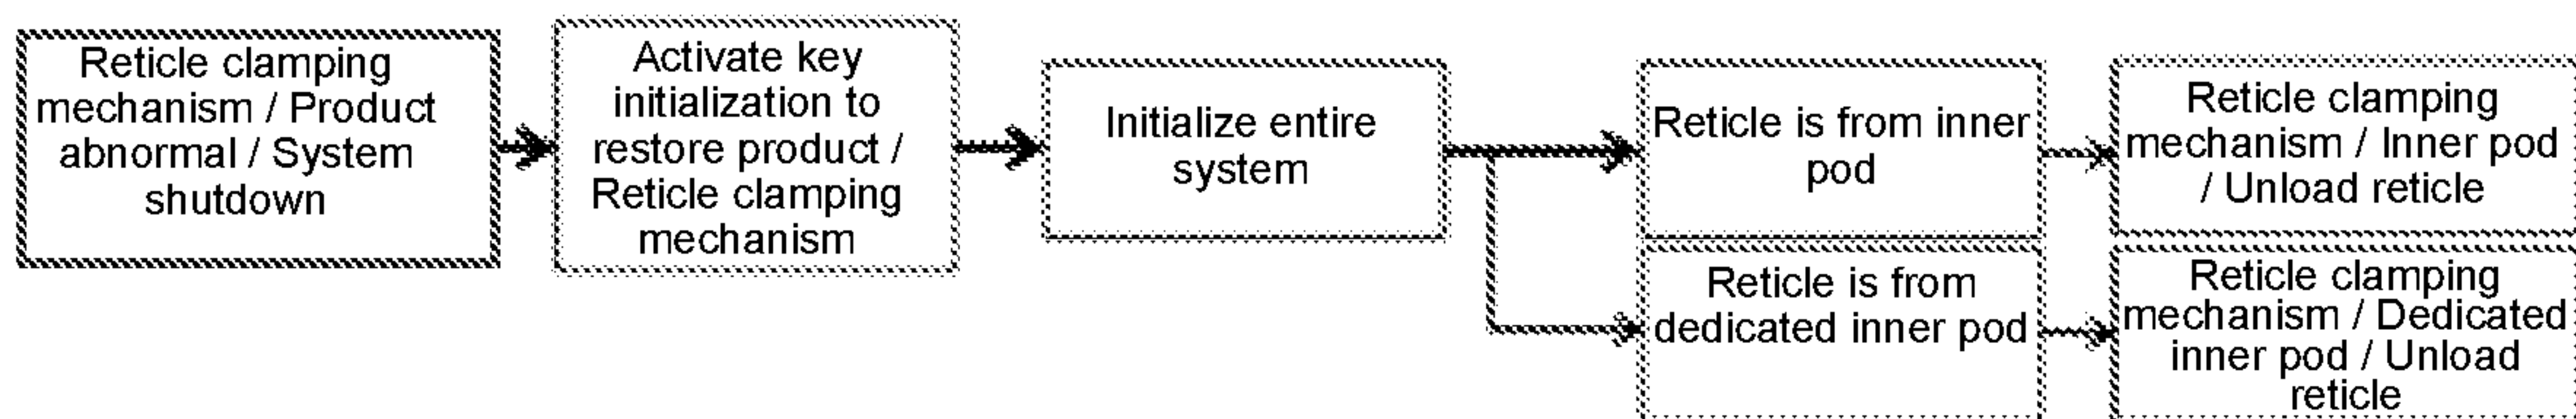 Reticle clamping
mechanism / Product
abnormal / System
shutdown
Activate key
initialization to
restore product /
Reticle clamping
mechanism
Initialize entire
system
Reticle is from inner
pod
Reticle clamping
mechanism / Inner pod
/ Unload reticle
Reticle is from
dedicated inner pod
Reticle clamping
mechanism / Dedicated
inner pod / Unload
reticle